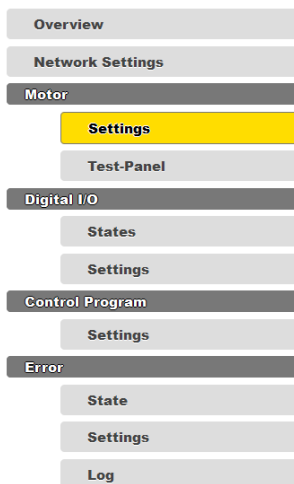 Overview
Network Settings
Motor
Settings
Test-Panel
Digital I/O
States
Settings
Control Program
Settings
Error
State
Settings
Log